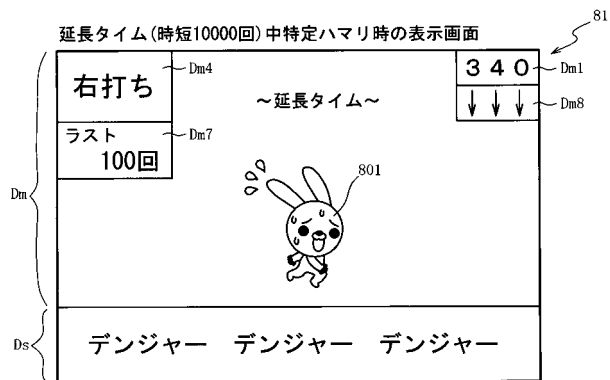 延長タイム(時短10000回)中特定ハマリ時の表示画面
81
右打ち
Dm4
340
Dm1
～延長タイム～
↓ ↓ ↓
Dm8
ラスト
Dm7
100回
801
Dm
Ds
デンジャー デンジャー デンジャー